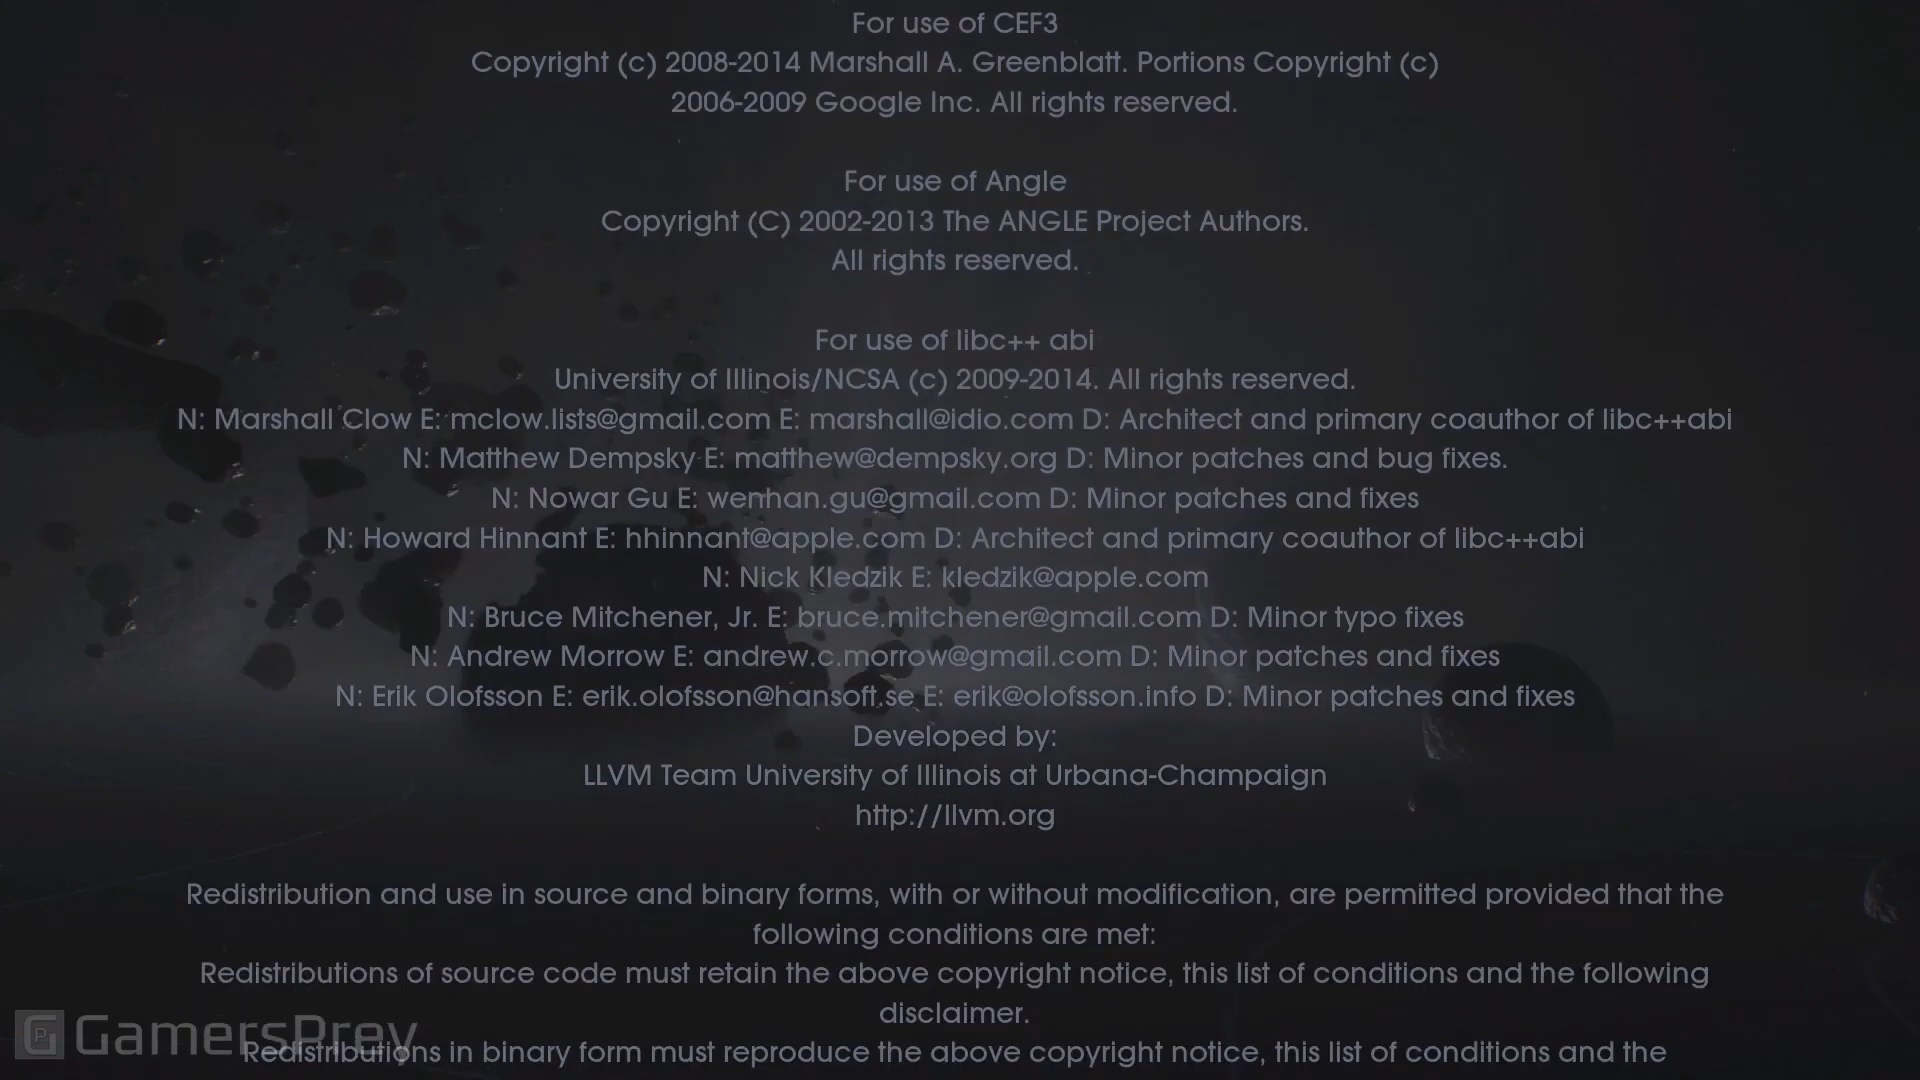 For use of CEF3
Copyright (c) 2008-2014 Marshall A. Greenblatt. Portions Copyright (c)
2006-2009 Google Inc. All rights reserved.
For use of Angle
Copyright (C) 2002-2013 The ANGLE Project Authors.
All rights reserved.
For use of libc++ abi
University of Illinois/NCSA (c) 2009-2014. All rights reserved.
N: Marshall Clow E: mclow.lists@gmail.com E: marshall@idio.com D: Architect and primary coauthor of libc++abi
N: Matthew Dempsky E: matthew@dempsky.org D: Minor patches and bug fixes.
N: Nowar Gu E: wenhan.gu@gmail.com D: Minor patches and fixes
N: Howard Hinnant E: hhinnant@apple.com D: Architect and primary coauthor of libc++abi
N: Nick Kledzik E: kledzik@apple.com
N: Bruce Mitchener, Jr. E: bruce.mitchener@gmail.com D: Minor typo fixes
N: Andrew Morrow E: andrew.c.morrow@gmail.com D: Minor patches and fixes
N: Erik Olofsson E: erik.olofsson@hansoft.se E: erik@olofsson.info D: Minor patches and fixes
Developed by:
LLVM Team University of Illinois at Urbana-Champaign
http://llvm.org
Redistribution and use in source and binary forms, with or without modification, are permitted provided that the
following conditions are met:
Redistributions of source code must retain the above copyright notice, this list of conditions and the following
disclaimer.
Redistributions in binary form must reproduce the above copyright notice, this list of conditions and the
GamersPrey